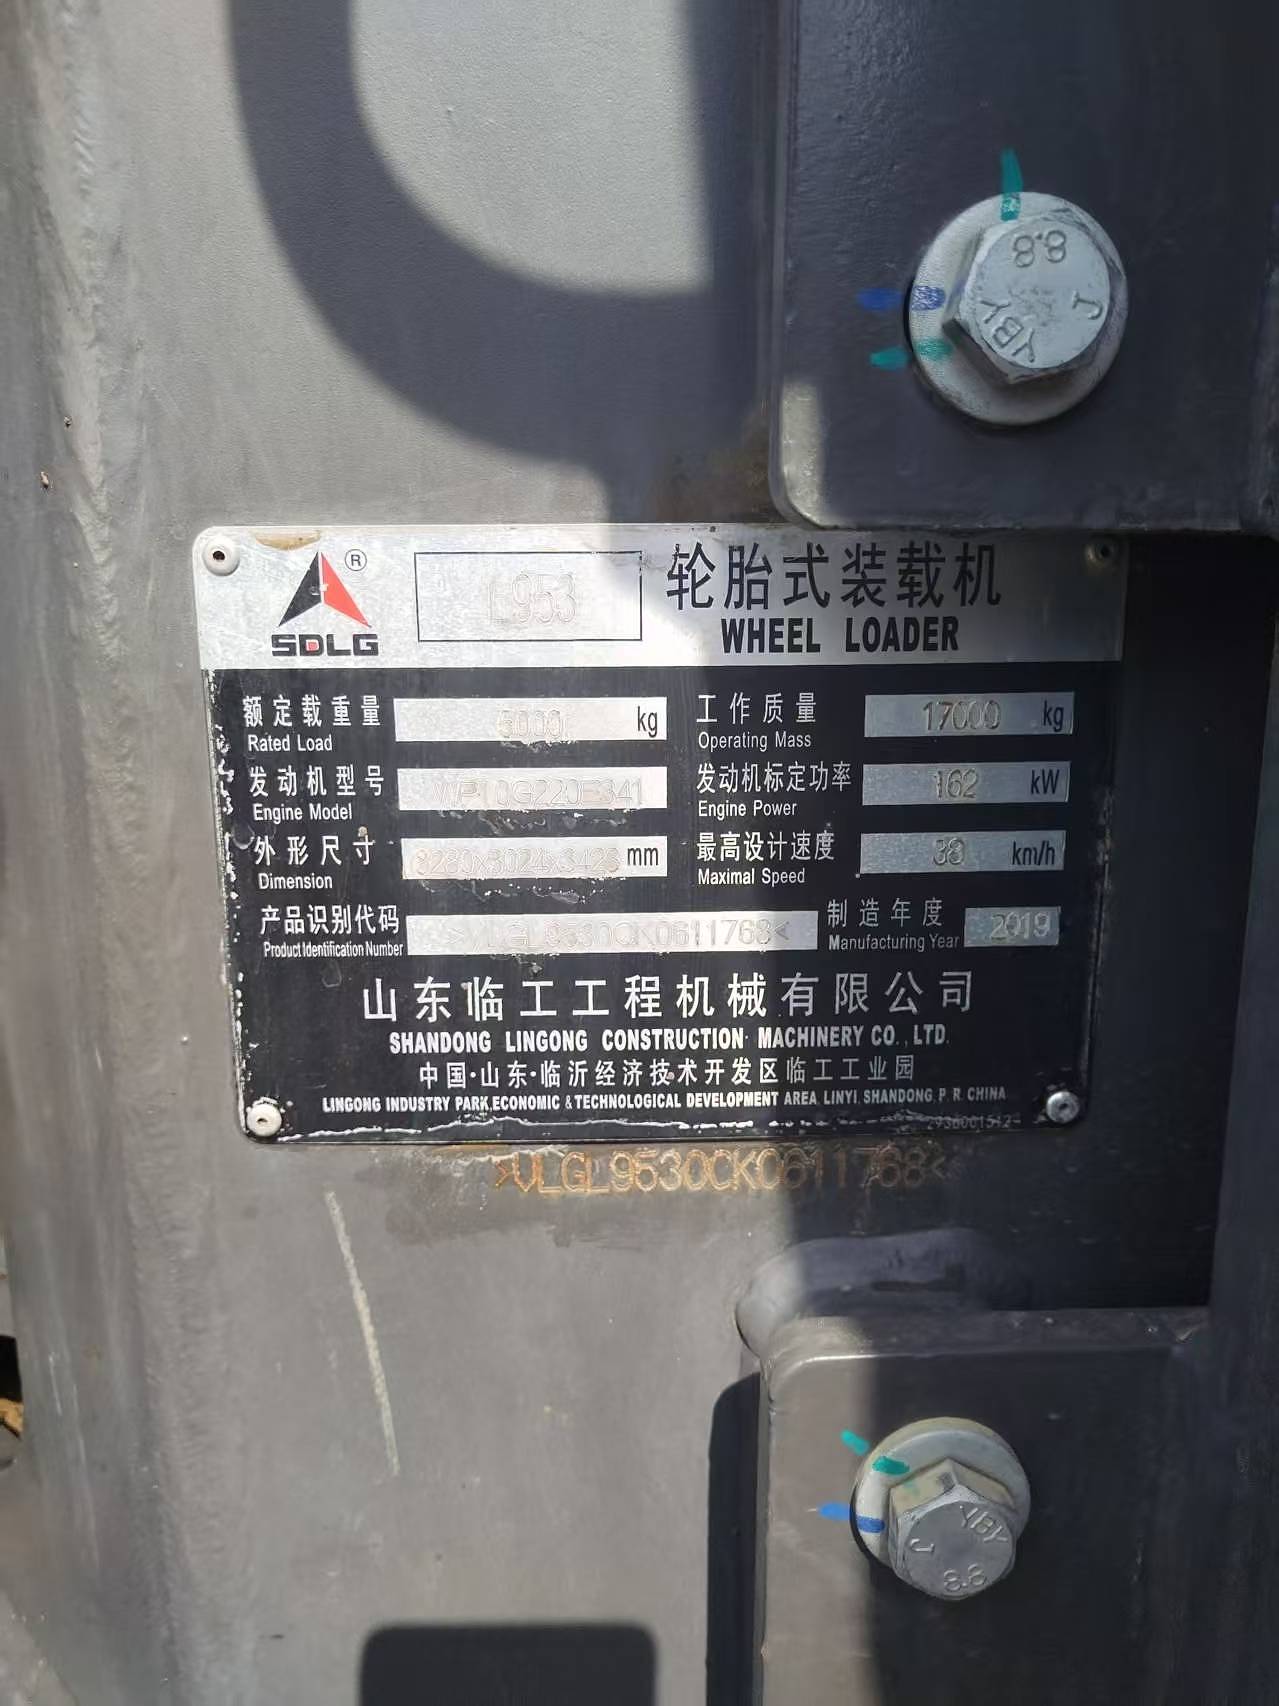 8.8
YBY
J
® L953 轮胎式装载机
SDLG WHEEL LOADER
额定载重量 5000 kg 工作质量 17000 kg
Rated Load Operating Mass
发动机型号 WP10G220E341 发动机标定功率 162 kW
Engine Model Engine Power
外形尺寸 8280x3024x3423 mm 最高设计速度 38 km/h
Dimension Maximal Speed
产品识别代码 >VLGL9530CK0611768< 制造年度 2019
Product Identification Number Manufacturing Year
山东临工工程机械有限公司
SHANDONG LINGONG CONSTRUCTION MACHINERY CO.,LTD.
中国·山东·临沂经济技术开发区临工工业园
LINGONG INDUSTRY PARK,ECONOMIC & TECHNOLOGICAL DEVELOPMENT AREA, LINYI, SHANDONG, P. R. CHINA
2936001512
>VLGL9530CK0611768<
YBY
J
8.8